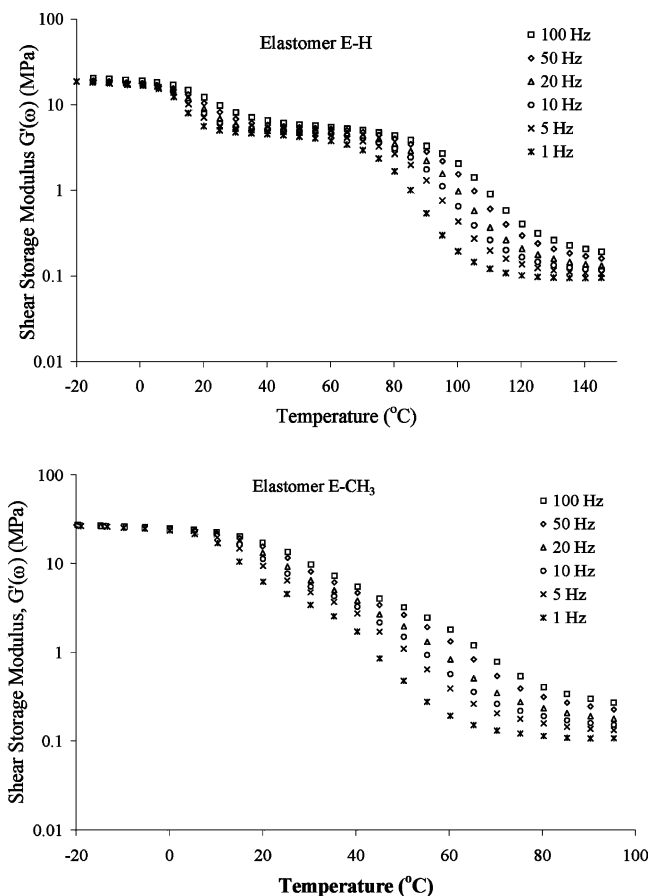 Elastomer E-H
100 Hz
50 Hz
20 Hz
10 Hz
5 Hz
1 Hz
Shear Storage Modulus G'(ω) (MPa)
100
10
1
0.1
0.01
-20 0 20 40 60 80 100 120 140
Temperature (°C)
Elastomer E-CH₃
100 Hz
50 Hz
20 Hz
10 Hz
5 Hz
1 Hz
Shear Storage Modulus, G'(ω) (MPa)
100
10
1
0.1
0.01
-20 0 20 40 60 80 100
Temperature (°C)